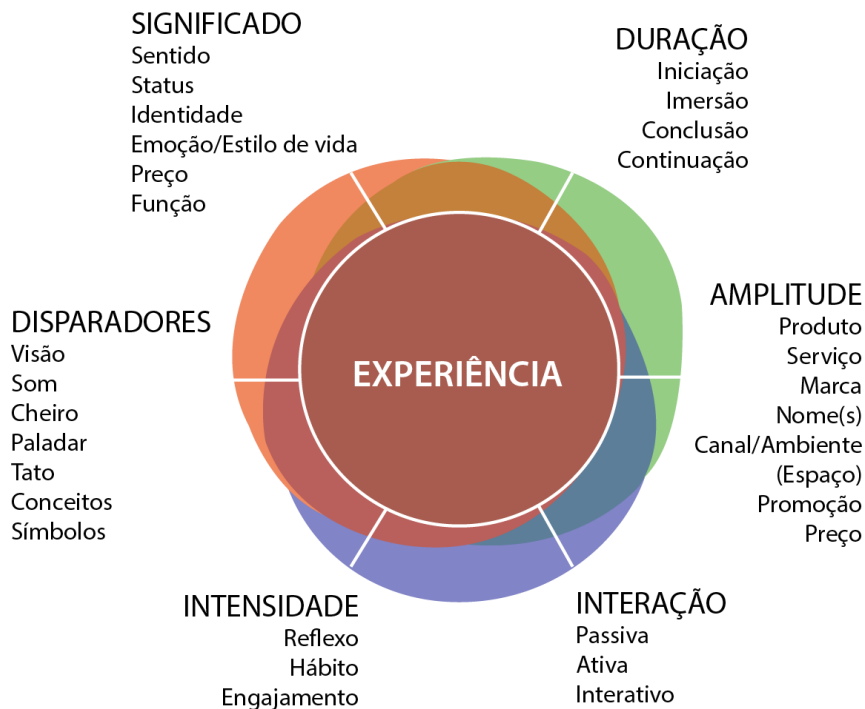 SIGNIFICADO
Sentido
Status
Identidade
Emoção/Estilo de vida
Preço
Função
DURAÇÃO
Iniciação
Imersão
Conclusão
Continuação
DISPARADORES
Visão
Som
Cheiro
Paladar
Tato
Conceitos
Símbolos
EXPERIÊNCIA
AMPLITUDE
Produto
Serviço
Marca
Nome(s)
Canal/Ambiente
(Espaço)
Promoção
Preço
INTENSIDADE
Reflexo
Hábito
Engajamento
INTERAÇÃO
Passiva
Ativa
Interativo